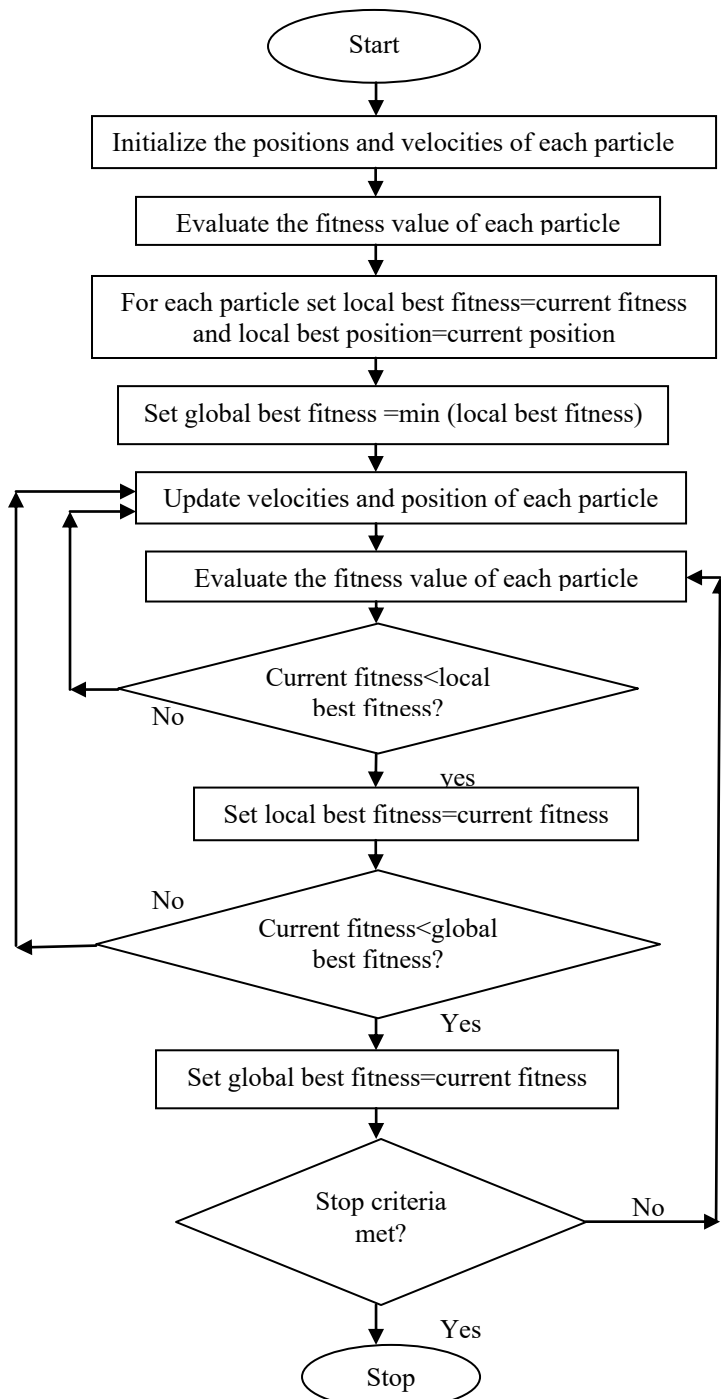 Start
Initialize the positions and velocities of each particle
Evaluate the fitness value of each particle
For each particle set local best fitness=current fitness
and local best position=current position
Set global best fitness =min (local best fitness)
Update velocities and position of each particle
Evaluate the fitness value of each particle
Current fitness<local
best fitness?
No
yes
Set local best fitness=current fitness
No
Current fitness<global
best fitness?
Yes
Set global best fitness=current fitness
Stop criteria
met?
No
Yes
Stop